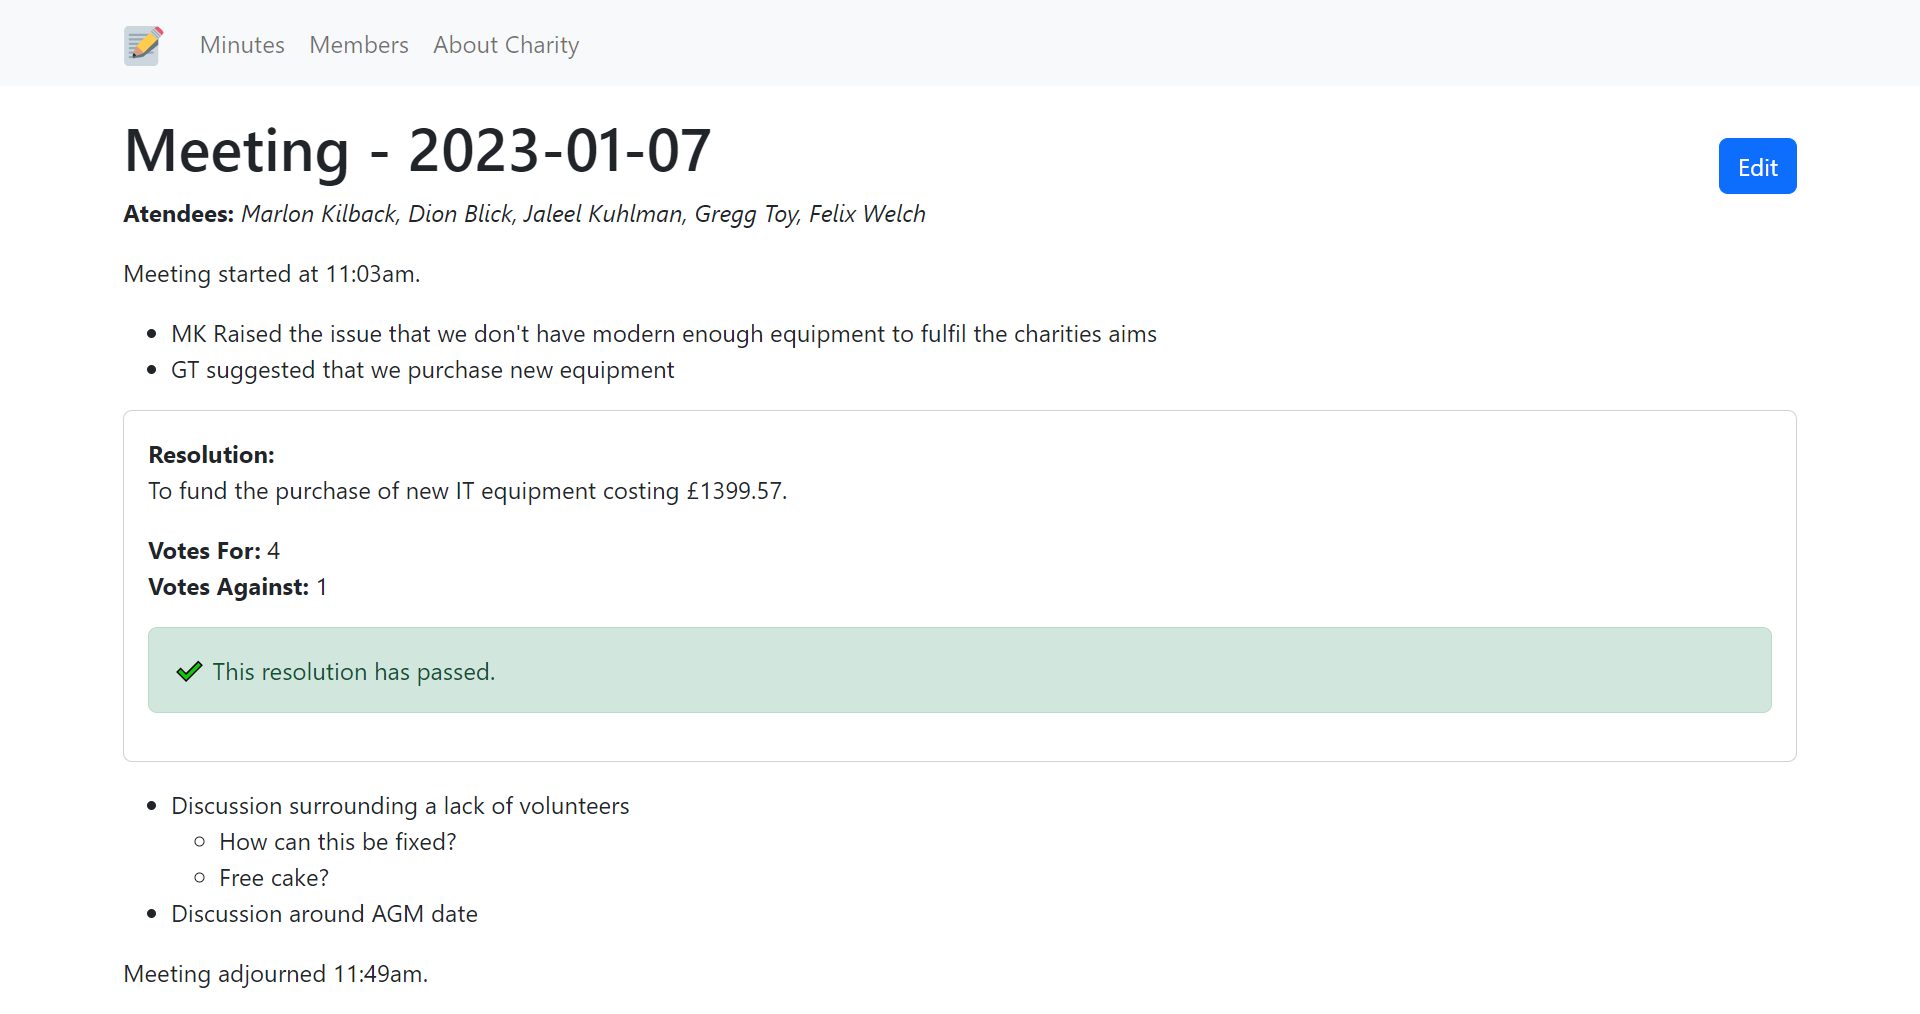 Minutes Members About Charity
Meeting - 2023-01-07
Edit
Atendees: Marlon Kilback, Dion Blick, Jaleel Kuhlman, Gregg Toy, Felix Welch
Meeting started at 11:03am.
MK Raised the issue that we don't have modern enough equipment to fulfil the charities aims
GT suggested that we purchase new equipment
Resolution:
To fund the purchase of new IT equipment costing £1399.57.
Votes For: 4
Votes Against: 1
This resolution has passed.
Discussion surrounding a lack of volunteers
How can this be fixed?
Free cake?
Discussion around AGM date
Meeting adjourned 11:49am.